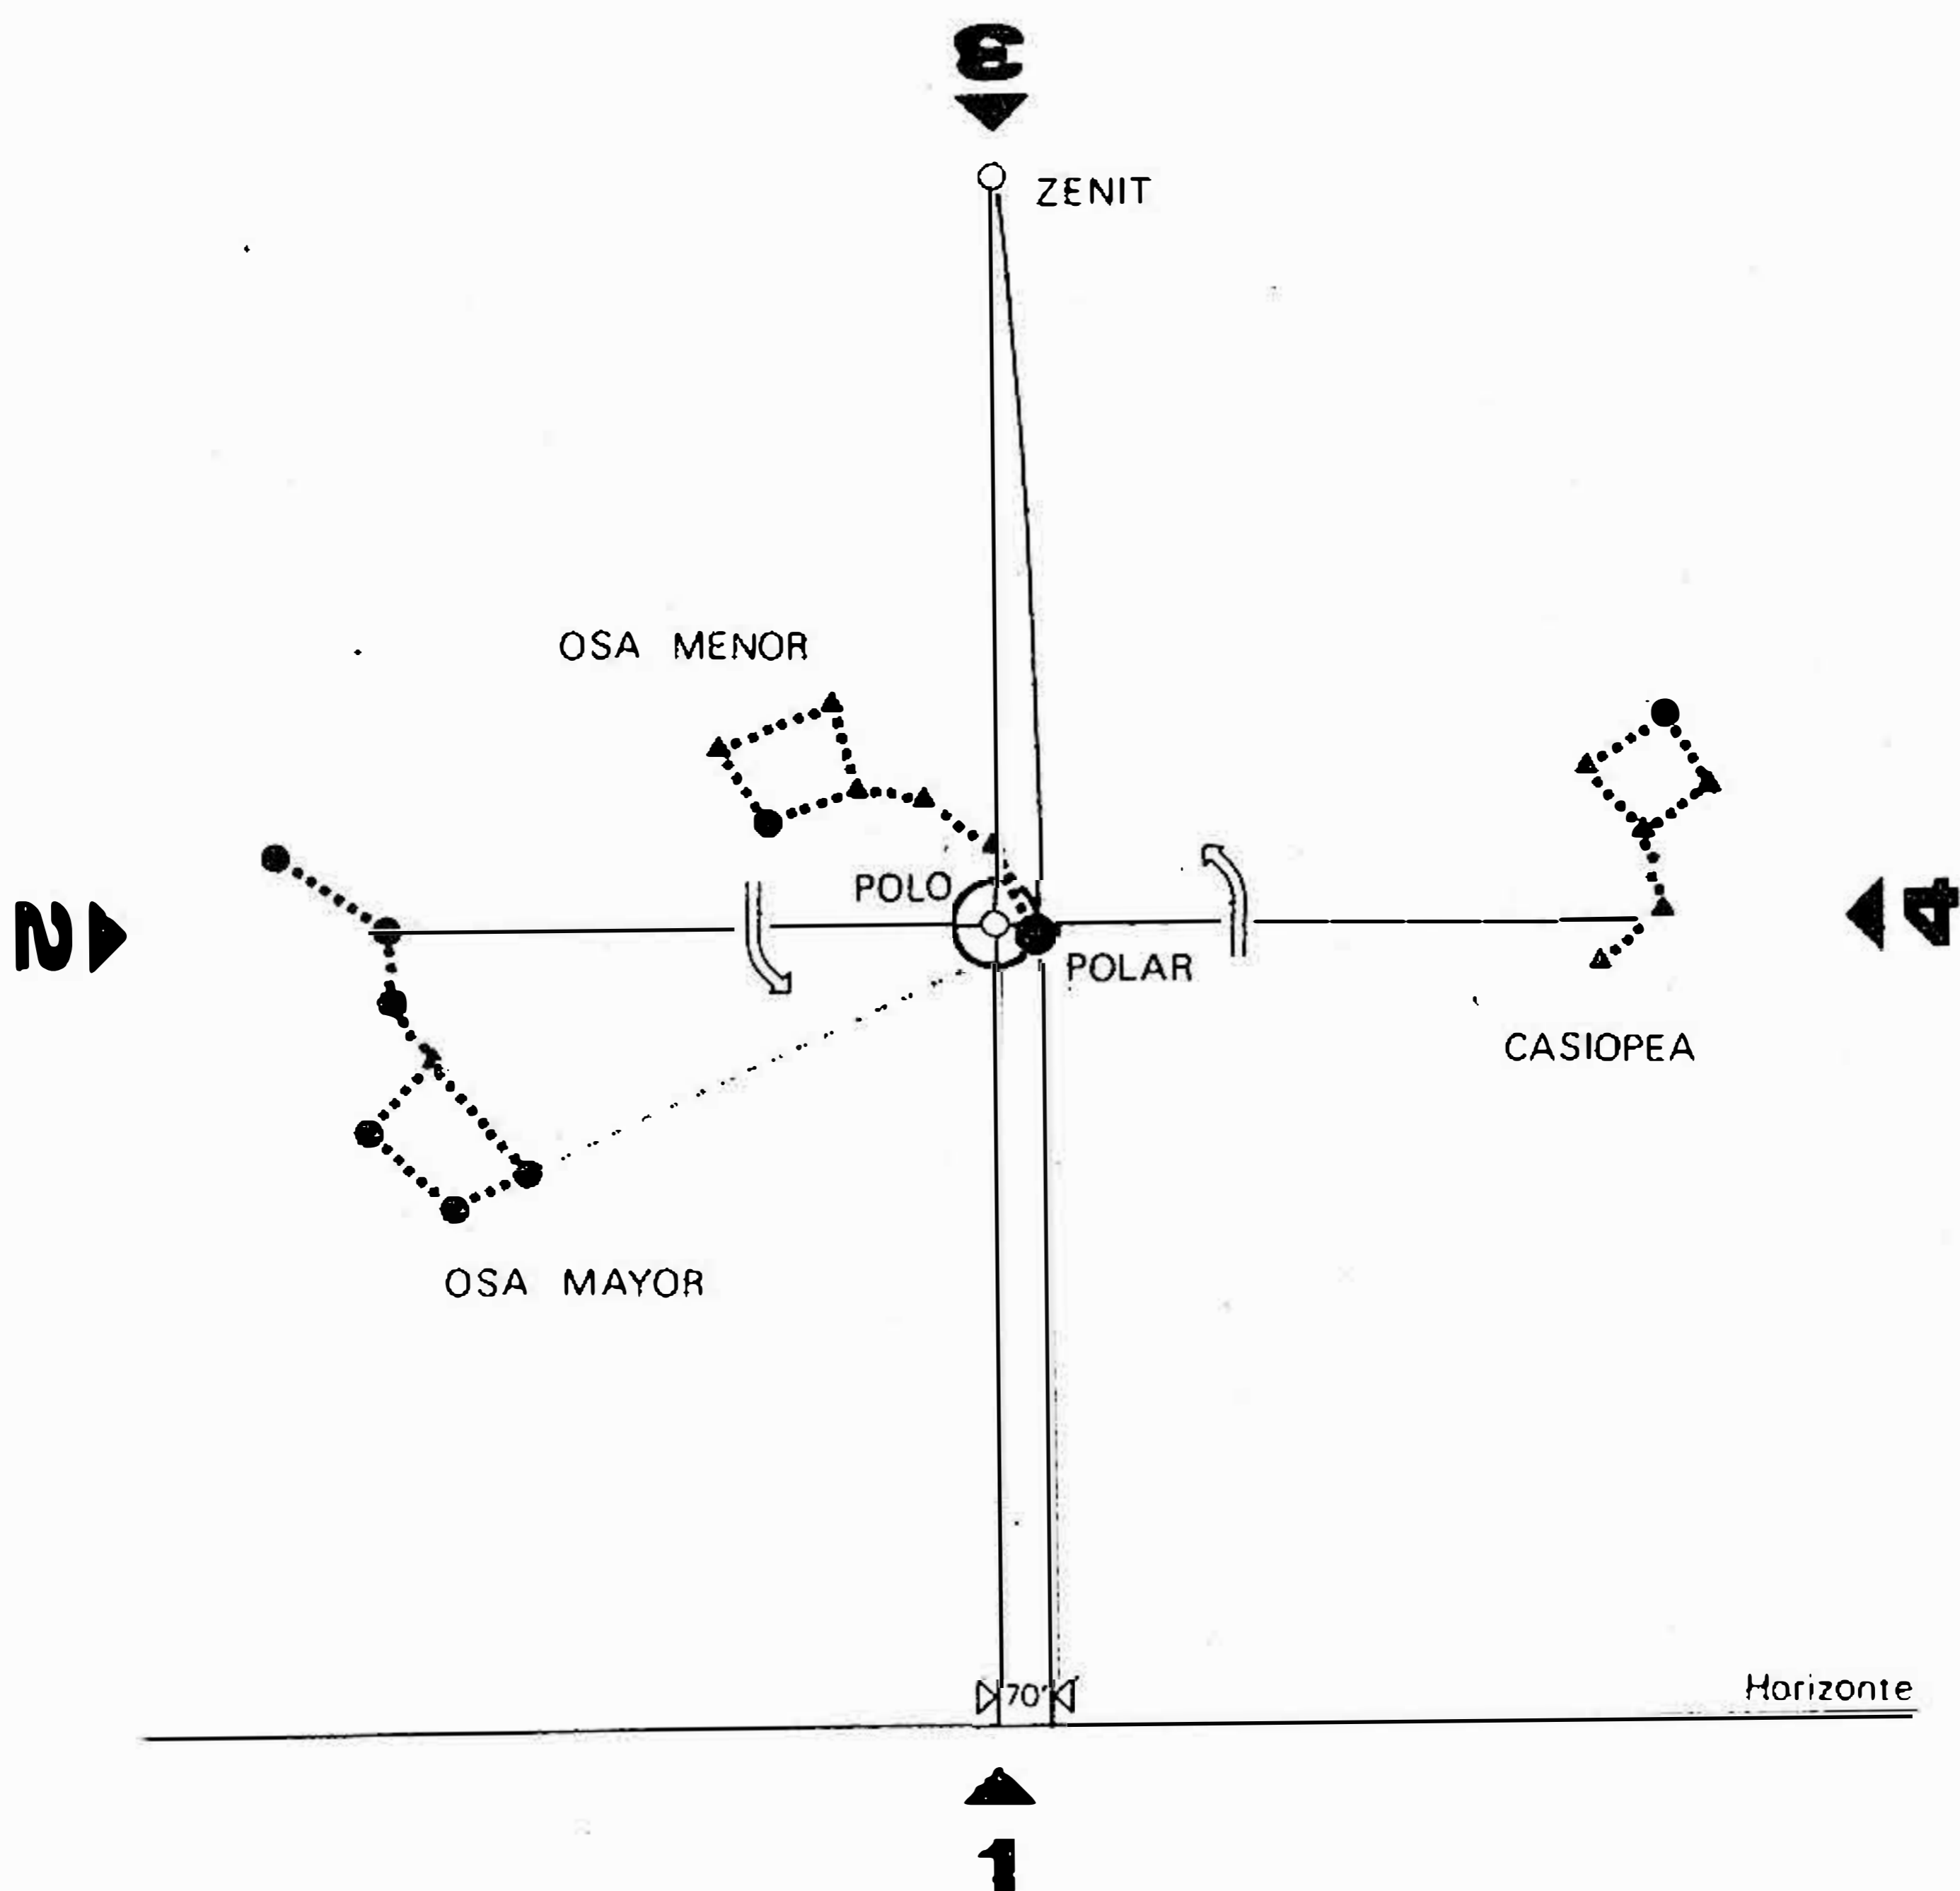 3
ZENIT
OSA MENOR
POLO
2
4
POLAR
CASIOPEA
OSA MAYOR
70'
Horizonte
1